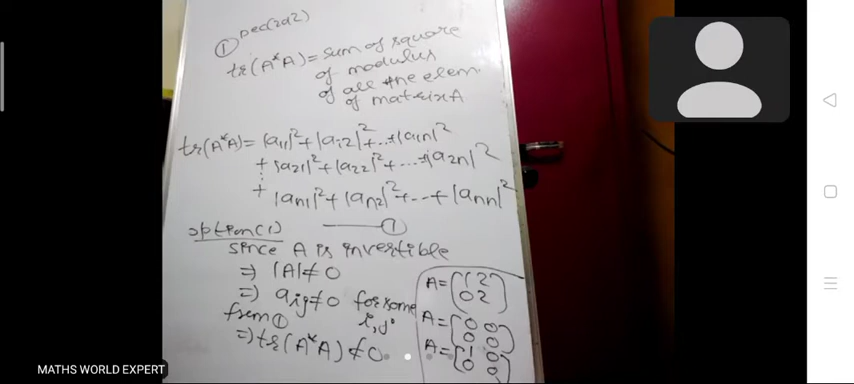 ① Dec(2012)
tr(A*A) = sum of square
of modulus
of all the elem
of matrix A
tr(A*A) = |a11|² + |a12|² + ... + |a1n|²
+ |a21|² + |a22|² + ... + |a2n|²
⋮
+ |an1|² + |an2|² + ... + |ann|²
①
option(1)
since A is invertible
⇒ |A| ≠ 0
⇒ aij ≠ 0 for some
i,j
from ①
⇒ tr(A*A) ≠ 0
A = [1 2
0 2]
A = [0 0
0 0]
A = [1 0
0 0]
MATHS WORLD EXPERT